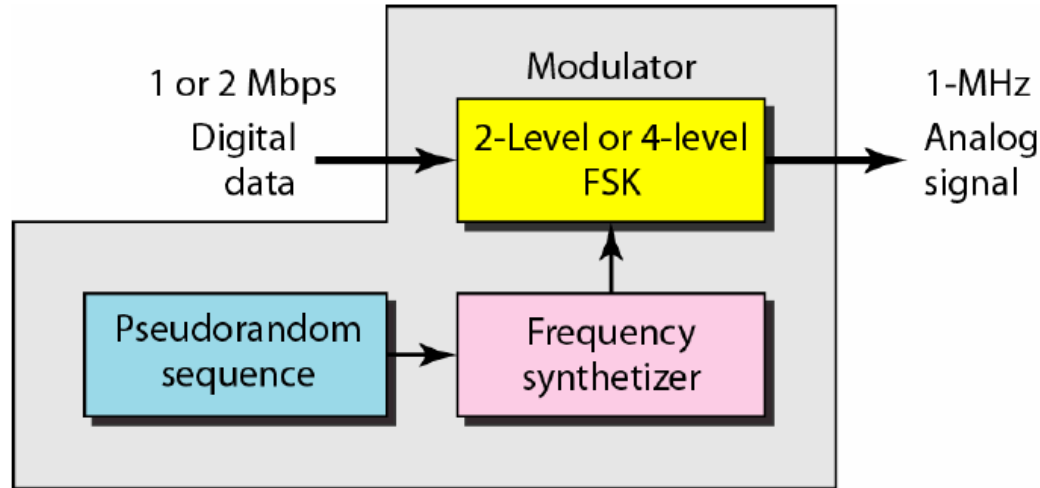 1 or 2 Mbps
Digital
data
Modulator
2-Level or 4-level
FSK
1-MHz
Analog
signal
Pseudorandom
sequence
Frequency
synthetizer